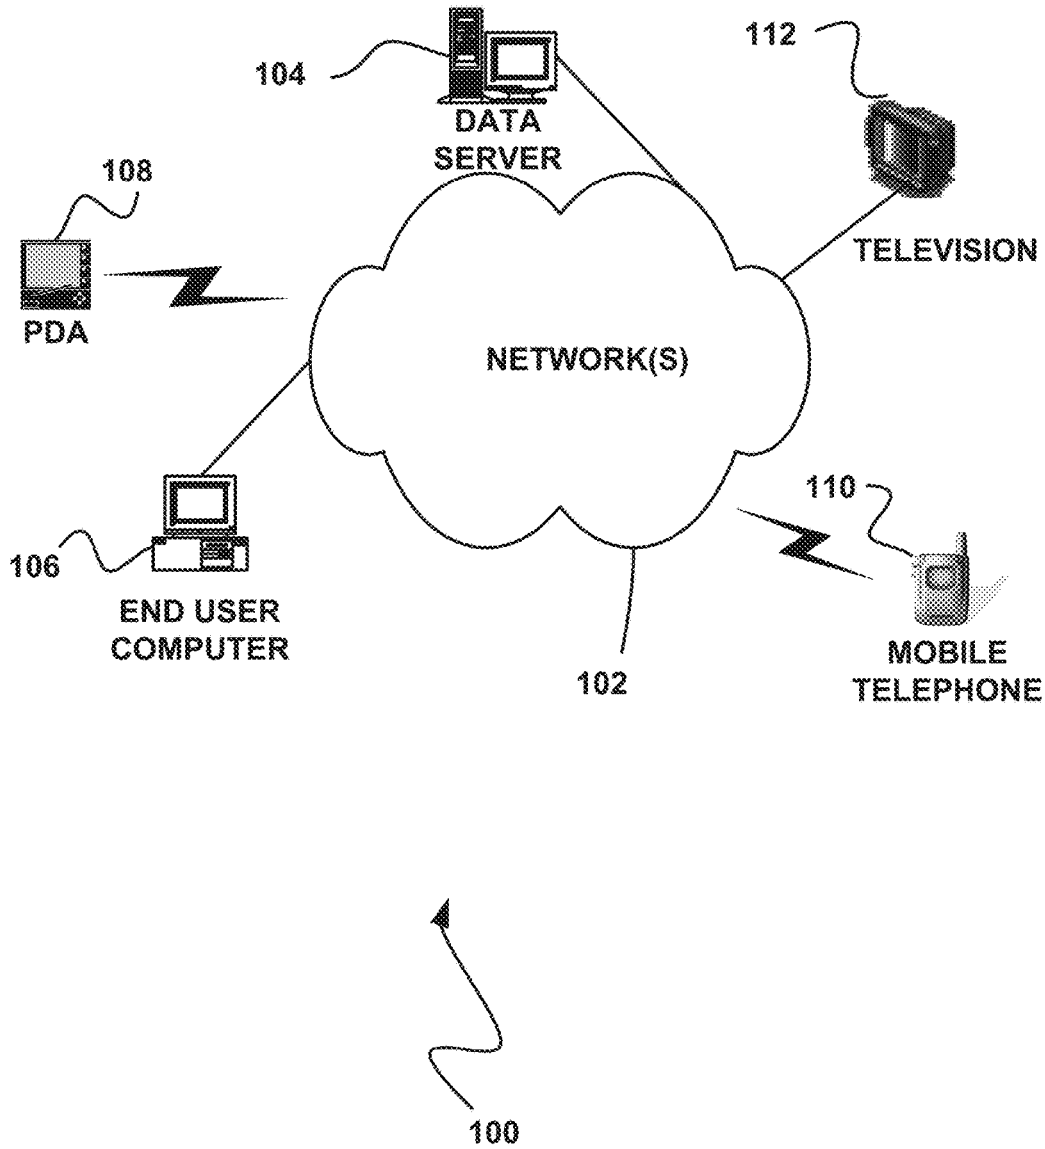 112
104
DATA
SERVER
108
TELEVISION
PDA
NETWORK(S)
110
106
END USER
COMPUTER
MOBILE
TELEPHONE
102
100